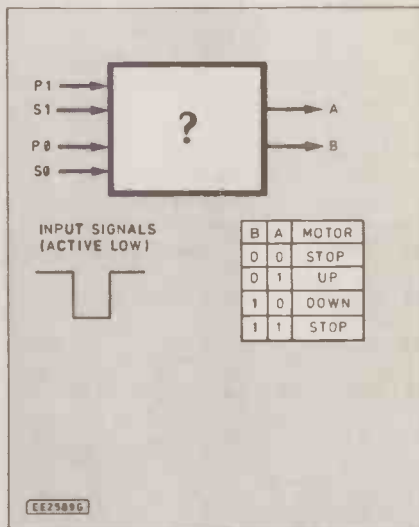 P1
S1
P0
S0
?
A
B
INPUT SIGNALS
(ACTIVE LOW)
B A MOTOR
0 0 STOP
0 1 UP
1 0 DOWN
1 1 STOP
EE2589G